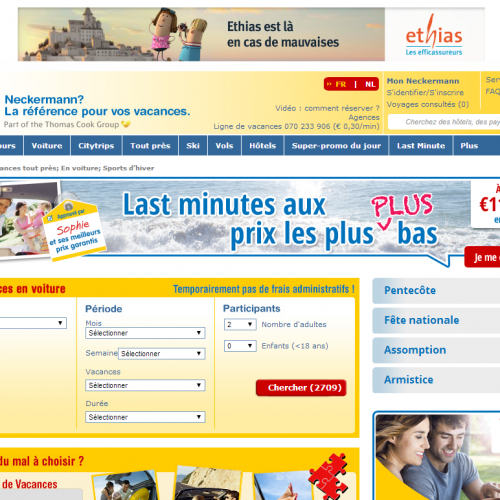 Ethias est là
en cas de mauvaises
ethias
Les efficassureurs
FR | NL
Mon Neckermann
S'identifier/S'inscrire
Voyages consultés (0)
FAQ
Neckermann?
La référence pour vos vacances.
Part of the Thomas Cook Group
Vidéo : comment réserver ?
Agences
Ligne de vacances 070 233 906 (€ 0,30/min)
Cherchez des hôtels, des pay
Voiture Citytrips Tout près Ski Vols Hôtels Super-promo du jour Last Minute Plus
ances tout près; En voiture; Sports d'hiver
Approuvé par
Sophie
et ses meilleurs
prix garantis
Last minutes aux
prix les plus PLUS bas
À
€1
Je me
es en voiture
Temporairement pas de frais administratifs !
Période
Mois
Sélectionner
Semaine Sélectionner
Vacances
Sélectionner
Durée
Sélectionner
Participants
2 Nombre d'adultes
0 Enfants (<18 ans)
Chercher (2709)
Pentecôte
Fête nationale
Assomption
Armistice
du mal à choisir ?
de Vacances